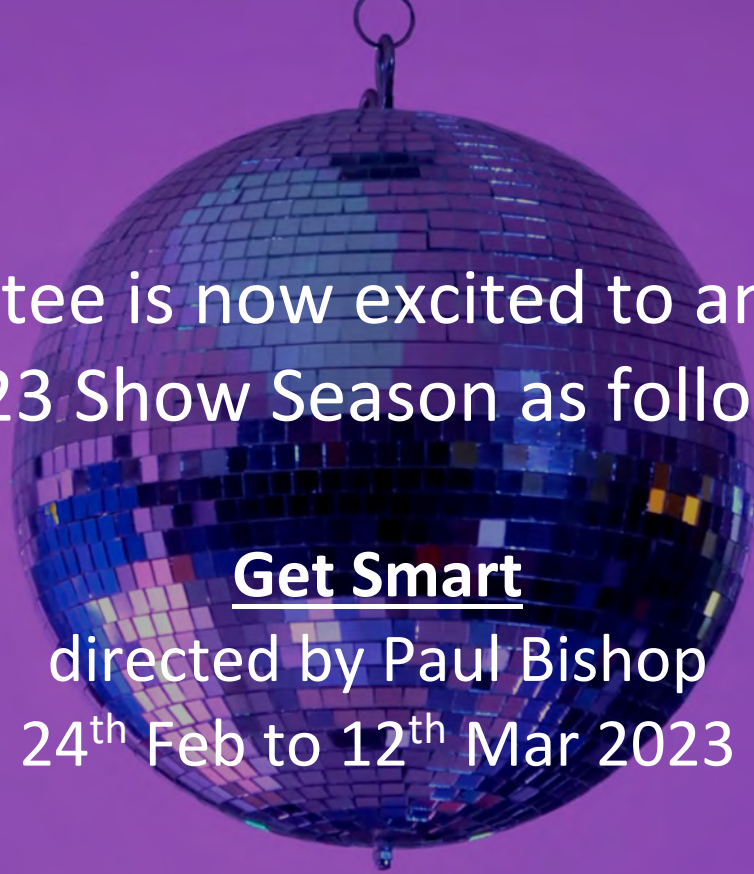 tee is now excited to an
23 Show Season as follo
Get Smart
directed by Paul Bishop
24th Feb to 12th Mar 2023